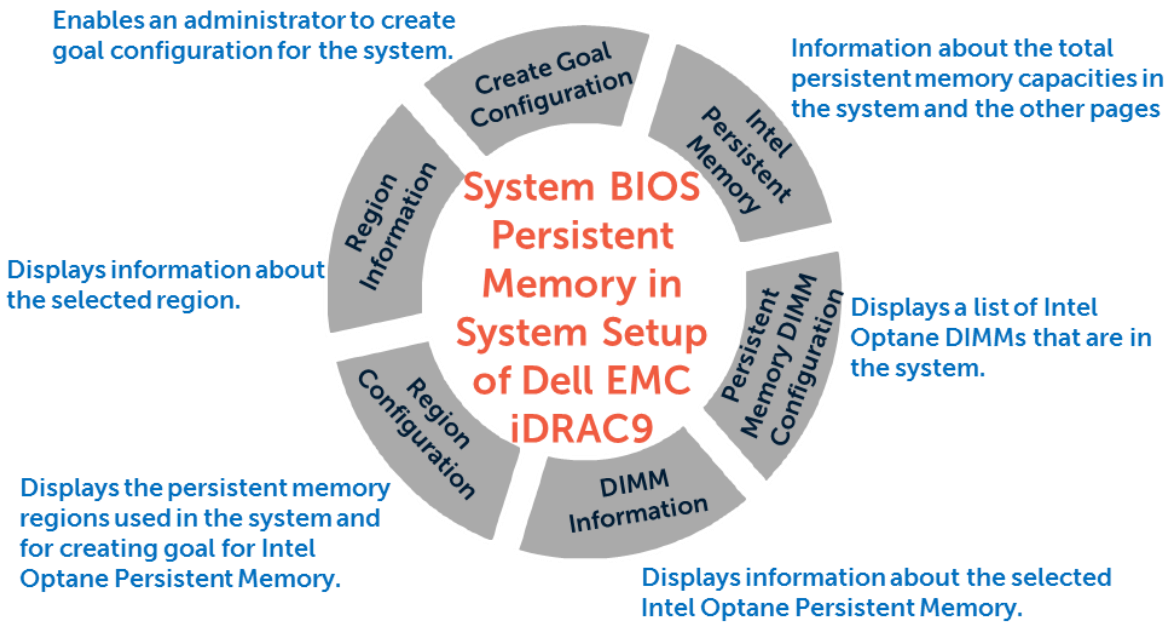 Enables an administrator to create
goal configuration for the system.
Create Goal
Configuration
Information about the total
persistent memory capacities in
the system and the other pages
Intel
Persistent
Memory
Displays a list of Intel
Optane DIMMs that are in
the system.
Persistent
Memory DIMM
Configuration
Displays information about the selected
Intel Optane Persistent Memory.
DIMM
Information
Displays the persistent memory
regions used in the system and
for creating goal for Intel
Optane Persistent Memory.
Region
Configuration
Displays information about
the selected region.
Region
Information
System BIOS
Persistent
Memory in
System Setup
of Dell EMC
iDRAC9